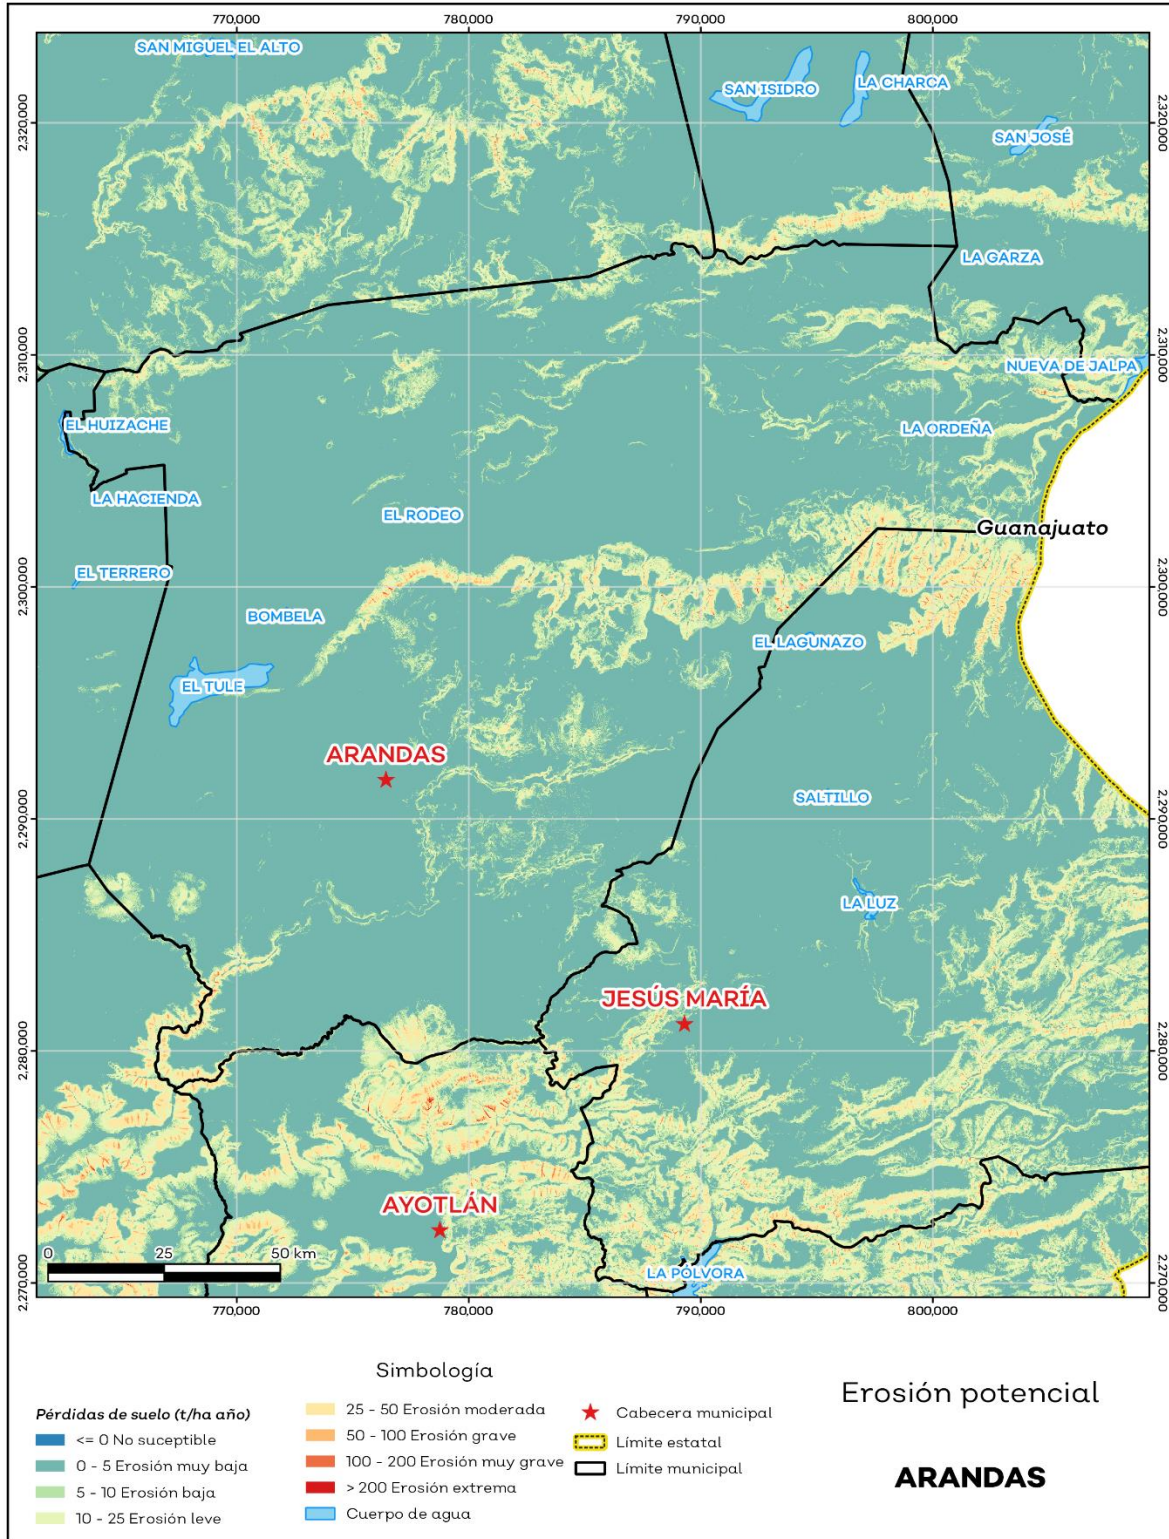 770,000 780,000 790,000 800,000
SAN MIGUEL EL ALTO
SAN ISIDRO
LA CHARCA
2,320,000
2,320,000
SAN JOSÉ
LA GARZA
2,310,000
2,310,000
NUEVA DE JALPA
EL HUIZACHE
LA ORDEÑA
LA HACIENDA
EL RODEO
Guanajuato
EL TERRERO
2,300,000
2,300,000
BOMBELA
EL LAGUNAZO
EL TULE
ARANDAS
SALTILLO
2,290,000
2,290,000
LA LUZ
JESÚS MARÍA
2,280,000
2,280,000
AYOTLÁN
0 25 50 km
LA PÓLVORA
2,270,000
2,270,000
770,000 780,000 790,000 800,000
Simbología
Pérdidas de suelo (t/ha año)
<= 0 No suceptible
0 - 5 Erosión muy baja
5 - 10 Erosión baja
10 - 25 Erosión leve
25 - 50 Erosión moderada
50 - 100 Erosión grave
100 - 200 Erosión muy grave
> 200 Erosión extrema
Cuerpo de agua
Cabecera municipal
Límite estatal
Límite municipal
Erosión potencial
ARANDAS